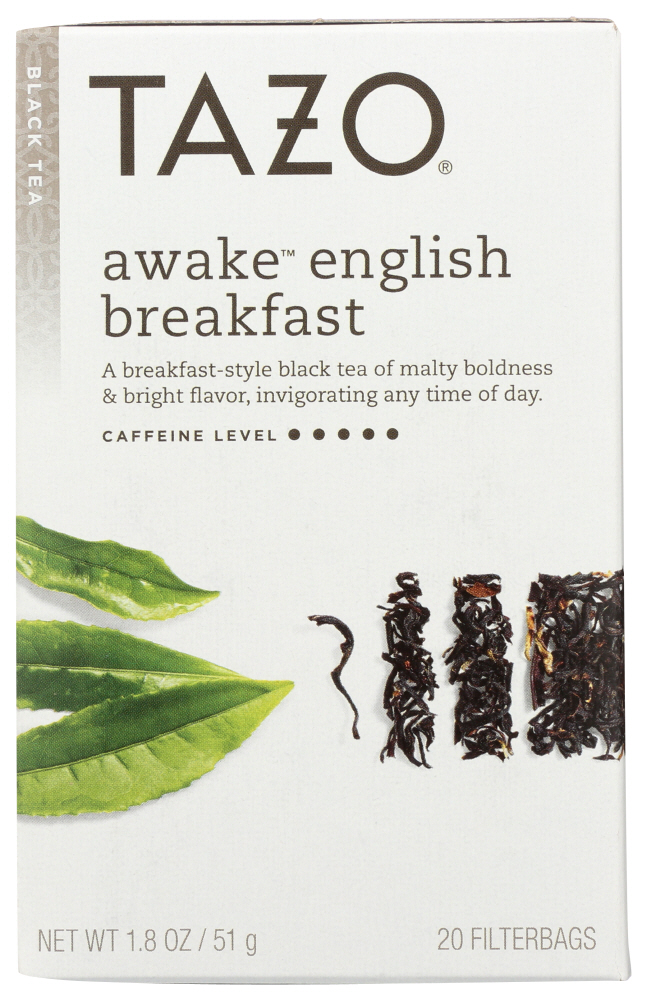 BLACK TEA
TAZO®
awake™ english
breakfast
A breakfast-style black tea of malty boldness
& bright flavor, invigorating any time of day.
CAFFEINE LEVEL ● ● ● ● ●
NET WT 1.8 OZ / 51 g
20 FILTERBAGS